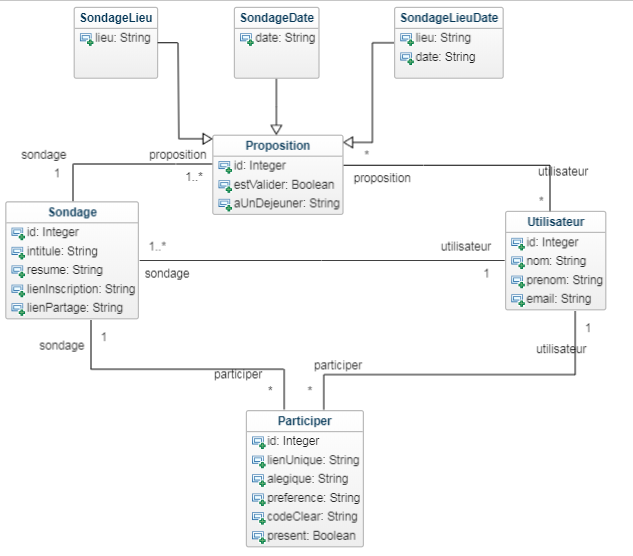 SondageLieu
lieu: String
SondageDate
date: String
SondageLieuDate
lieu: String
date: String
Proposition
id: Integer
estValider: Boolean
aUnDejeuner: String
sondage
1
proposition
1..*
*
proposition
utilisateur
*
Sondage
id: Integer
intitule: String
resume: String
lienInscription: String
lienPartage: String
Utilisateur
id: Integer
nom: String
prenom: String
email: String
1..*
sondage
utilisateur
1
1
sondage
participer
*
participer
*
1
utilisateur
Participer
id: Integer
lienUnique: String
alegique: String
preference: String
codeClear: String
present: Boolean